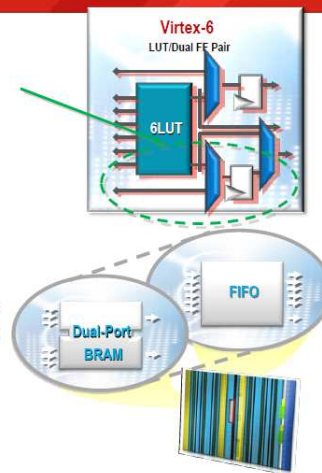 Virtex-6
LUT/Dual FF Pair
6LUT
FIFO
Dual-Port
BRAM